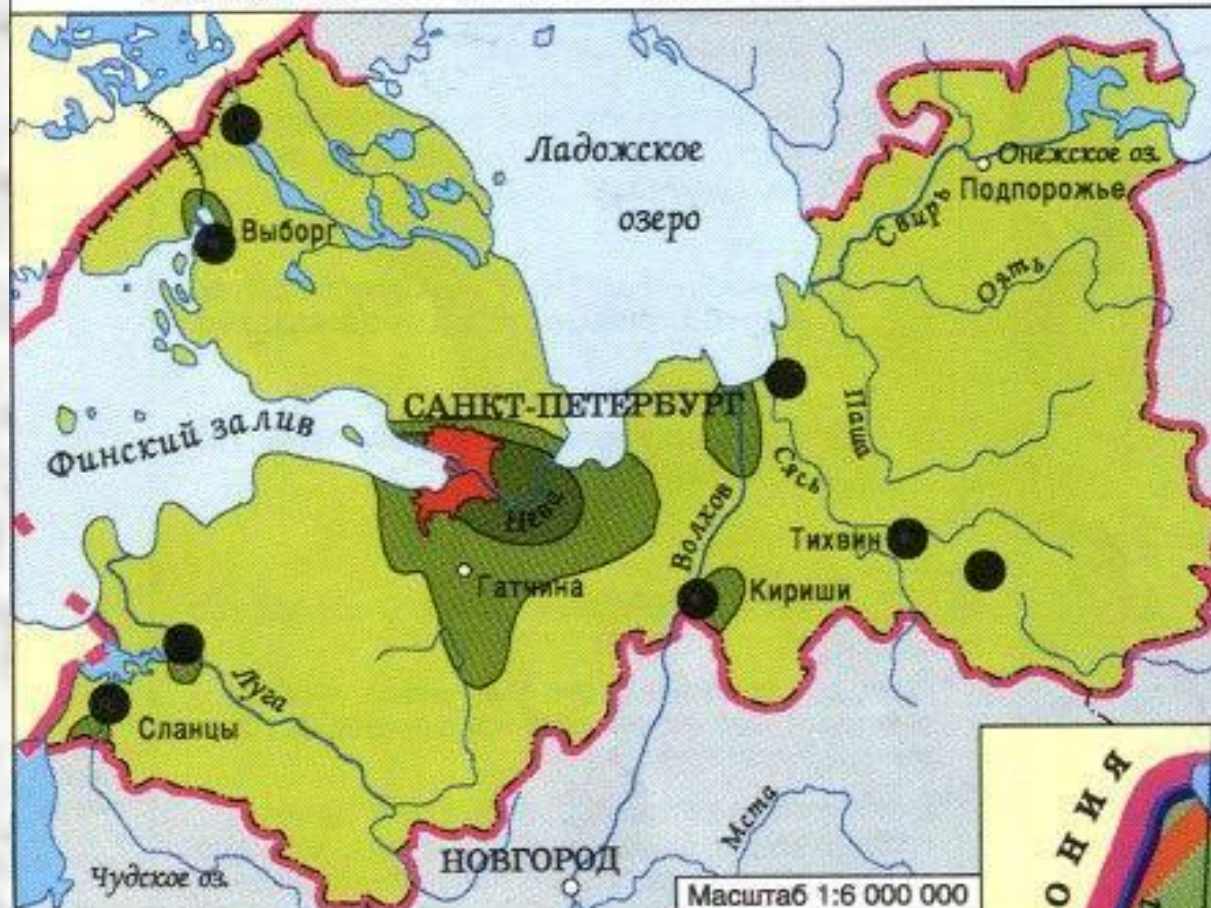 Ладожское
озеро
Онежское оз.
Подпорожье
Свирь
Выборг
Оять
САНКТ-ПЕТЕРБУРГ
Финский залив
Паша
Сясь
Нева
Волхов
Тихвин
Гатчина
Кириши
Луга
Сланцы
Мста
НОВГОРОД
Чудское оз.
Масштаб 1:6 000 000
ОНИЯ